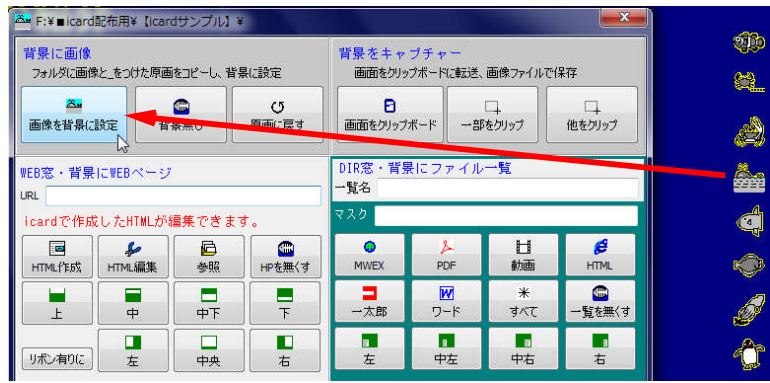 F:¥■icard配布用¥【icardサンプル】¥
背景に画像
フォルダに画像と_をつけた原画をコピーし、背景に設定
画像を背景に設定
背景無し
原画に戻す
背景をキャプチャー
画面をクリップボードに転送、画像ファイルで保存
画面をクリップボード
一部をクリップ
他をクリップ
WEB窓・背景にWEBページ
URL
icardで作成したHTMLが編集できます。
HTML作成
HTML編集
参照
HPを無くす
上
中
中下
下
リボン有りに
左
中央
右
DIR窓・背景にファイル一覧
一覧名
マスク
MWEX
PDF
動画
HTML
一太郎
ワード
すべて
一覧を無くす
左
中左
中右
右